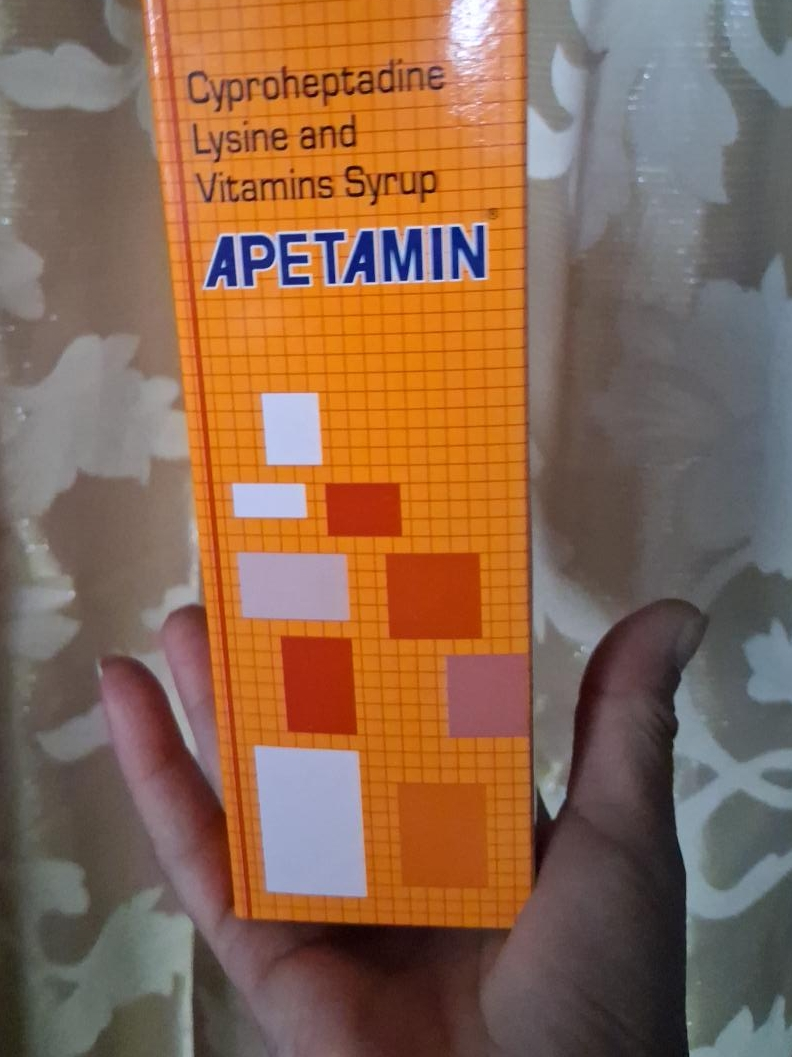 Cyproheptadine
Lysine and
Vitamins Syrup
APETAMIN®